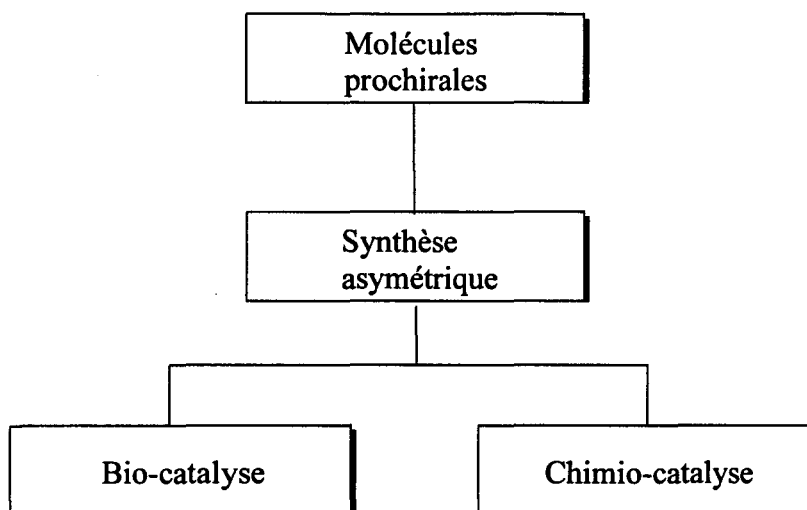 Molécules
prochirales
Synthèse
asymétrique
Bio-catalyse
Chimio-catalyse